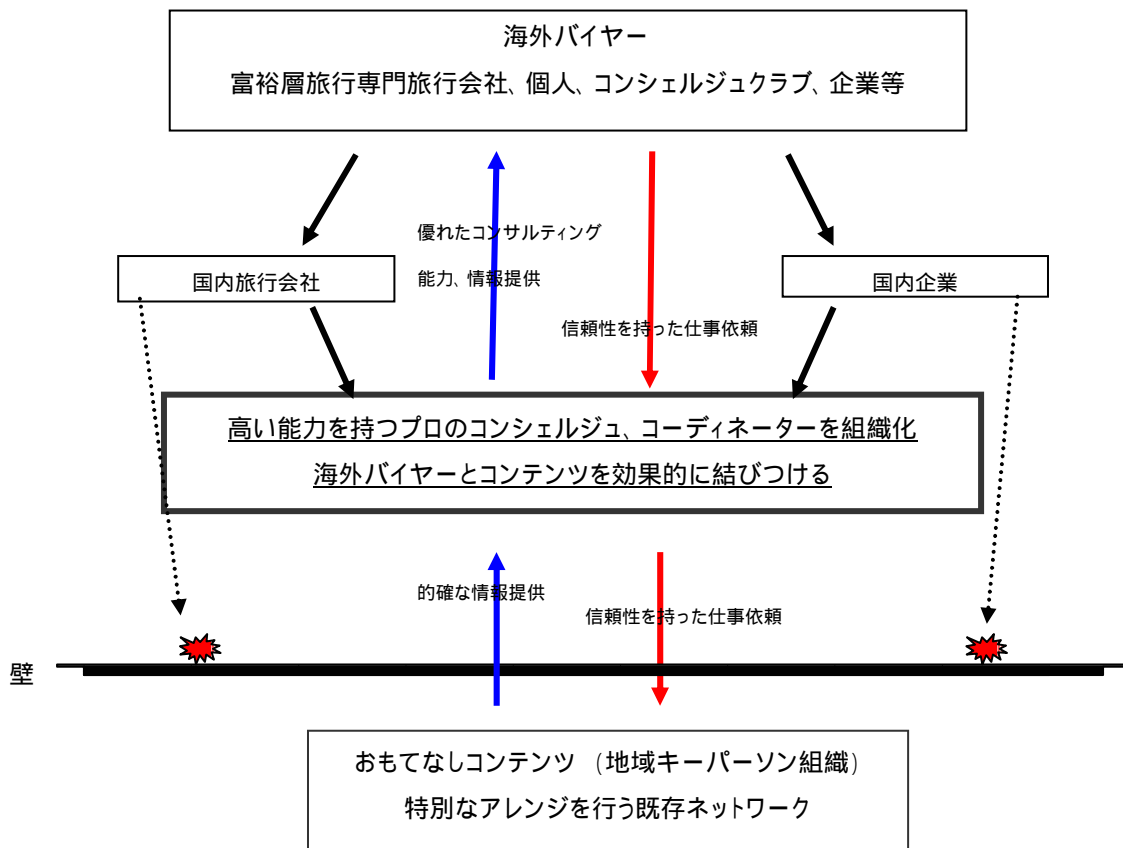 海外バイヤー
富裕層旅行専門旅行会社、個人、コンシェルジュクラブ、企業等
優れたコンサルティング
能力、情報提供
国内旅行会社
国内企業
信頼性を持った仕事依頼
高い能力を持つプロのコンシェルジュ、コーディネーターを組織化
海外バイヤーとコンテンツを効果的に結びつける
的確な情報提供
信頼性を持った仕事依頼
壁
おもてなしコンテンツ (地域キーパーソン組織)
特別なアレンジを行う既存ネットワーク